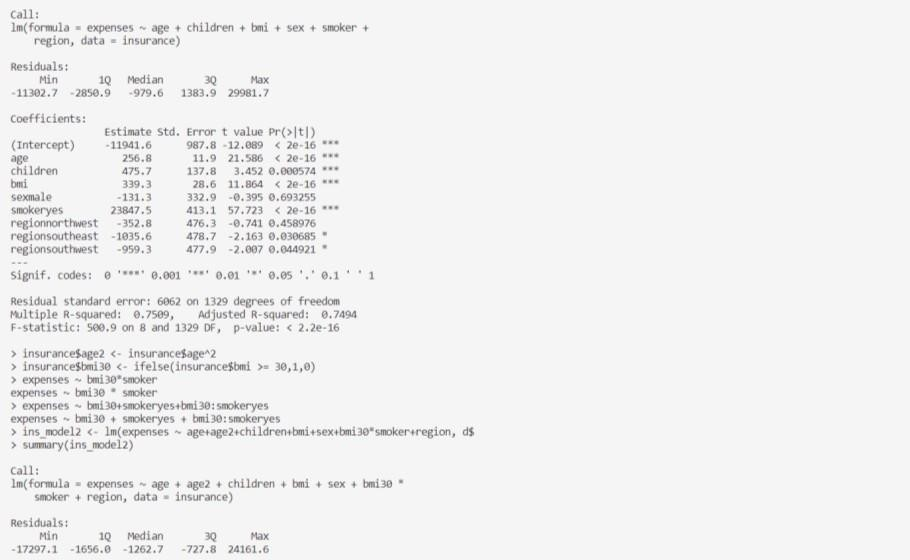 Call:
lm(formula = expenses ~ age + children + bmi + sex + smoker +
region, data = insurance)
Residuals:
Min 1Q Median 3Q Max
-11302.7 -2850.9 -979.6 1383.9 29981.7
Coefficients:
Estimate Std. Error t value Pr(>|t|)
(Intercept) -11941.6 987.8 -12.089 < 2e-16 ***
age 256.8 11.9 21.586 < 2e-16 ***
children 475.7 137.8 3.452 0.000574 ***
bmi 339.3 28.6 11.864 < 2e-16 ***
sexmale -131.3 332.9 -0.395 0.693255
smokeryes 23847.5 413.1 57.723 < 2e-16 ***
regionnorthwest -352.8 476.3 -0.741 0.458976
regionsoutheast -1035.6 478.7 -2.163 0.030685 *
regionsouthwest -959.3 477.9 -2.007 0.044921 *
---
Signif. codes: 0 '***' 0.001 '**' 0.01 '*' 0.05 '.' 0.1 ' ' 1
Residual standard error: 6062 on 1329 degrees of freedom
Multiple R-squared: 0.7509, Adjusted R-squared: 0.7494
F-statistic: 500.9 on 8 and 1329 DF, p-value: < 2.2e-16
> insurance$age2 <- insurance$age^2
> insurance$bmi30 <- ifelse(insurance$bmi >= 30,1,0)
> expenses ~ bmi30*smoker
expenses ~ bmi30 * smoker
> expenses ~ bmi30+smokeryes+bmi30:smokeryes
expenses ~ bmi30 + smokeryes + bmi30:smokeryes
> ins_model2 <- lm(expenses ~ age+age2+children+bmi+sex+bmi30*smoker+region, d$
> summary(ins_model2)
Call:
lm(formula = expenses ~ age + age2 + children + bmi + sex + bmi30 *
smoker + region, data = insurance)
Residuals:
Min 1Q Median 3Q Max
-17297.1 -1656.0 -1262.7 -727.8 24161.6